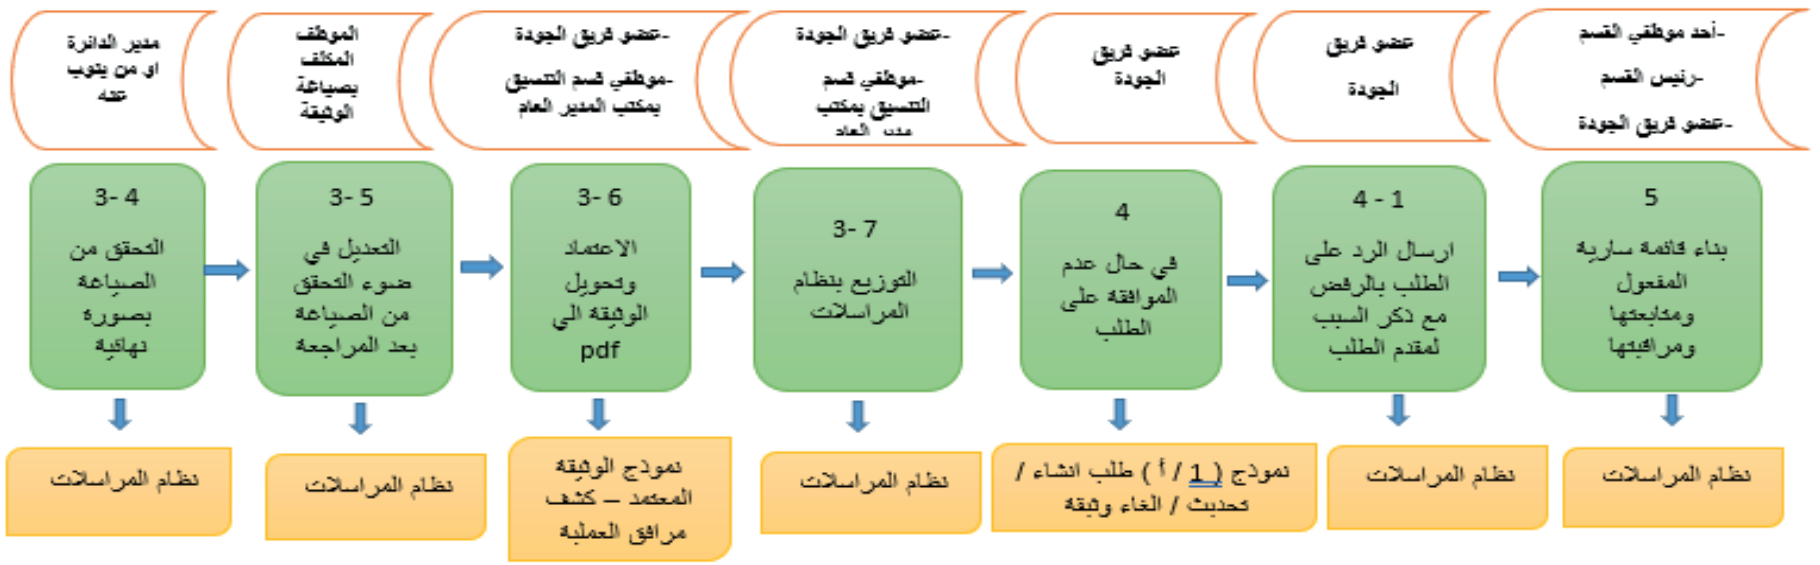 مدير الدائرة
او من ينوب
عنه
الموظف
المكلف
بصياغة
الوثيقة
-عضو فريق الجودة
-موظفي قسم التنسيق
بمكتب المدير العام
-عضو فريق الجودة
-موظفي قسم
التنسيق بمكتب
مدير العام
عضو فريق
الجودة
عضو فريق
الجودة
-أحد موظفي القسم
-رئيس القسم
-عضو فريق الجودة
3- 4
التحقق من
الصياغة
بصورة
نهائية
3- 5
التعديل في
ضوء التحقق
من الصياغة
بعد المراجعة
3- 6
الاعتماد
وتحويل
الوثيقة الي
pdf
3- 7
التوزيع بنظام
المراسلات
4
في حال عدم
الموافقة على
الطلب
4 - 1
ارسال الرد على
الطلب بالرفض
مع ذكر السبب
لمقدم الطلب
5
بناء قائمة سارية
المفعول
ومتابعتها
ومراقبتها
نظام المراسلات
نظام المراسلات
نموذج الوثيقة
المعتمد – كشف
مرافق العملية
نظام المراسلات
نموذج ( 1 / أ ) طلب انشاء /
تحديث / الغاء وثيقة
نظام المراسلات
نظام المراسلات